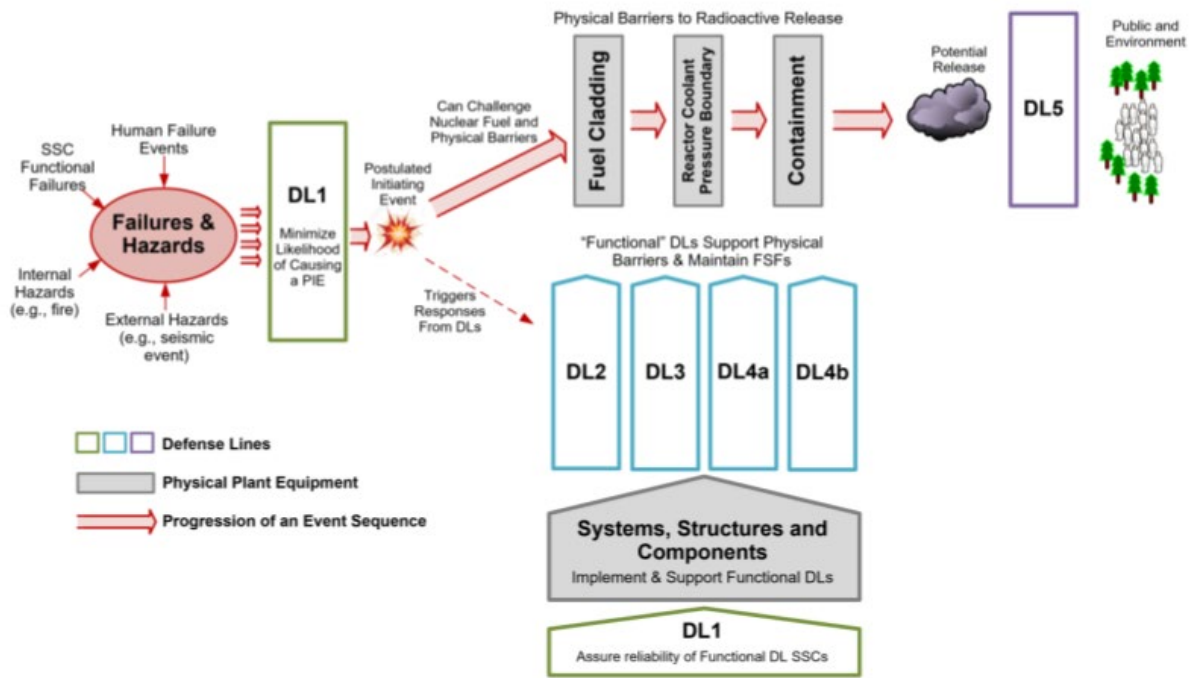 Physical Barriers to Radioactive Release
Fuel Cladding
Reactor Coolant
Pressure Boundary
Containment
Potential
Release
DL5
Public and
Environment
Can Challenge
Nuclear Fuel and
Physical Barriers
Human Failure
Events
SSC
Functional
Failures
Failures &
Hazards
Internal
Hazards
(e.g., fire)
External Hazards
(e.g., seismic
event)
DL1
Minimize
Likelihood
of Causing
a PIE
Postulated
Initiating
Event
Triggers
Responses
From DLs
“Functional” DLs Support Physical
Barriers & Maintain FSFs
DL2
DL3
DL4a
DL4b
Defense Lines
Physical Plant Equipment
Progression of an Event Sequence
Systems, Structures and
Components
Implement & Support Functional DLs
DL1
Assure reliability of Functional DL SSCs